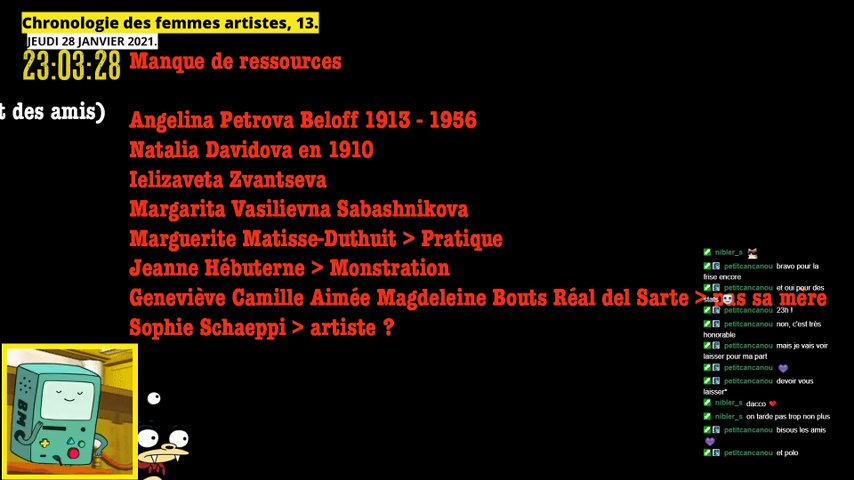 Chronologie des femmes artistes, 13.
JEUDI 28 JANVIER 2021.
23:03:28
Manque de ressources
t des amis)
Angelina Petrova Beloff 1913 - 1956
Natalia Davidova en 1910
Ielizaveta Zvantseva
Margarita Vasilievna Sabashnikova
Marguerite Matisse-Duthuit > Pratique
Jeanne Hébuterne > Monstration
Geneviève Camille Aimée Magdeleine Bouts Réal del Sarte > pas sa mère
Sophie Schaeppi > artiste ?
nibler_s
petitcancanou bravo pour la
frise encore
petitcancanou et oui pour des
stats
petitcancanou 23h !
petitcancanou non, c'est très
honorable
petitcancanou mais je vais voir
laisser pour ma part
petitcancanou
petitcancanou devoir vous
laisser*
nibler_s dacco
nibler_s on tarde pas trop non plus
petitcancanou bisous les amis
petitcancanou et polo
BMO